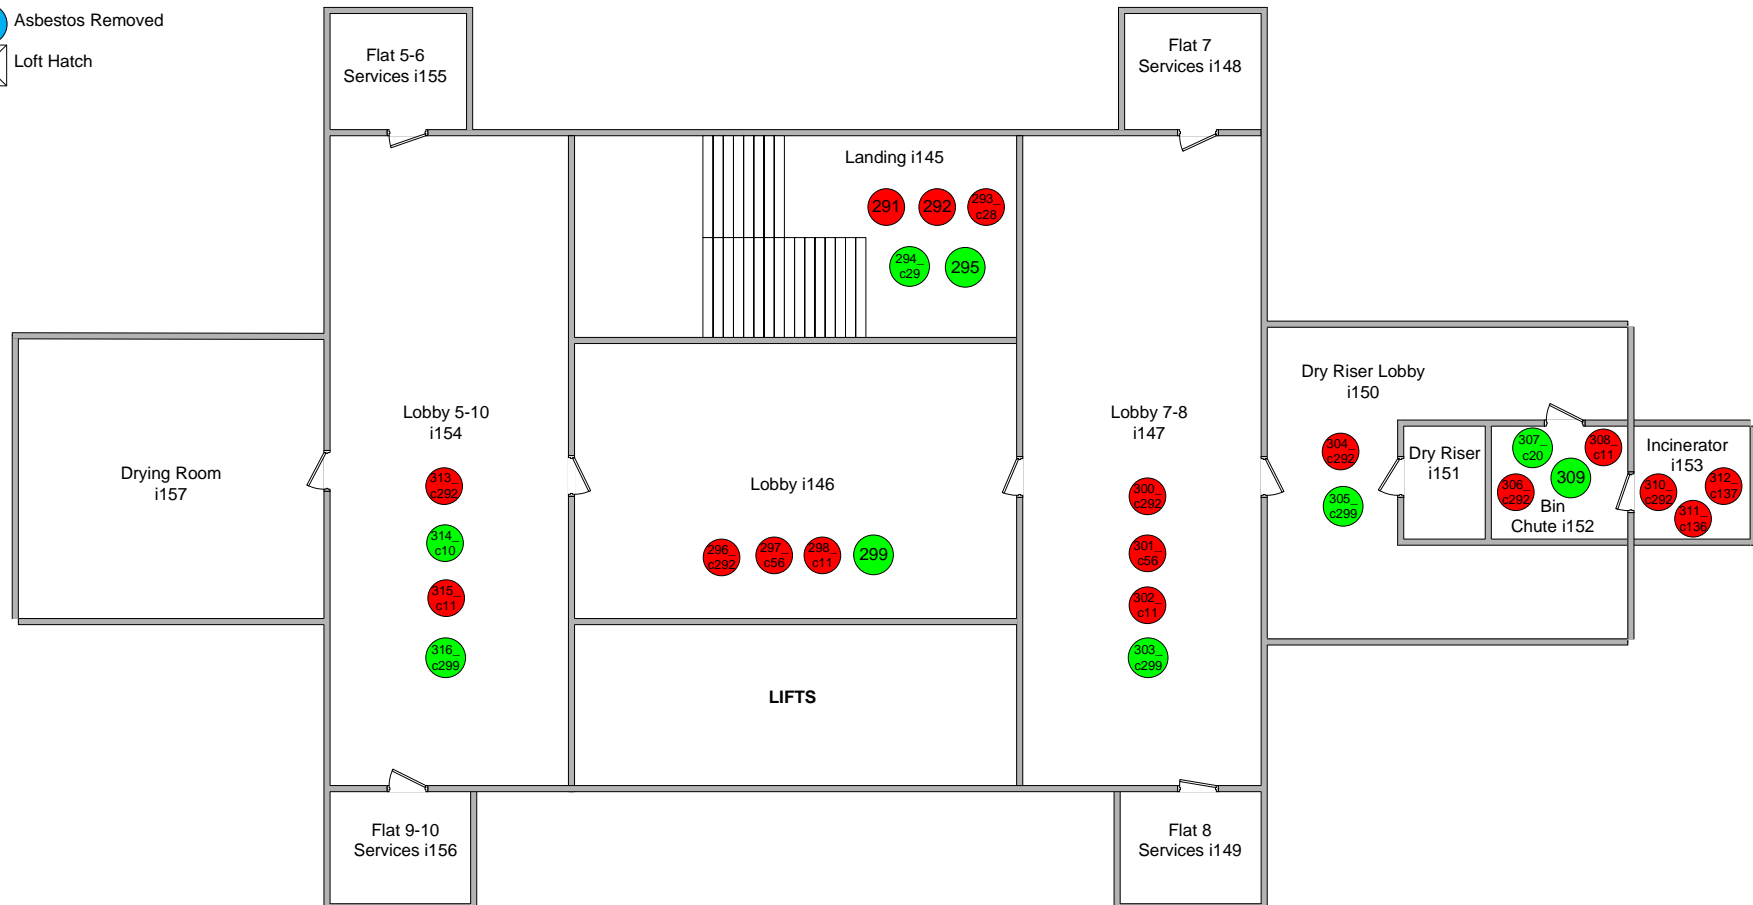 Asbestos Removed
Loft Hatch
Flat 5-6
Services i155
Flat 7
Services i148
Landing i145
291
292
293_
c28
294_
c29
295
Dry Riser Lobby
i150
Lobby 5-10
i154
Lobby 7-8
i147
Drying Room
i157
Lobby i146
313_
c292
314_
c10
315_
c11
316_
c299
296_
c292
297_
c56
298_
c11
299
300_
c292
301_
c56
302_
c11
303_
c299
304_
c292
305_
c299
Dry Riser
i151
307_
c20
308_
c11
306_
c292
309
Bin
Chute i152
Incinerator
i153
310_
c292
311_
c136
312_
c137
LIFTS
Flat 9-10
Services i156
Flat 8
Services i149